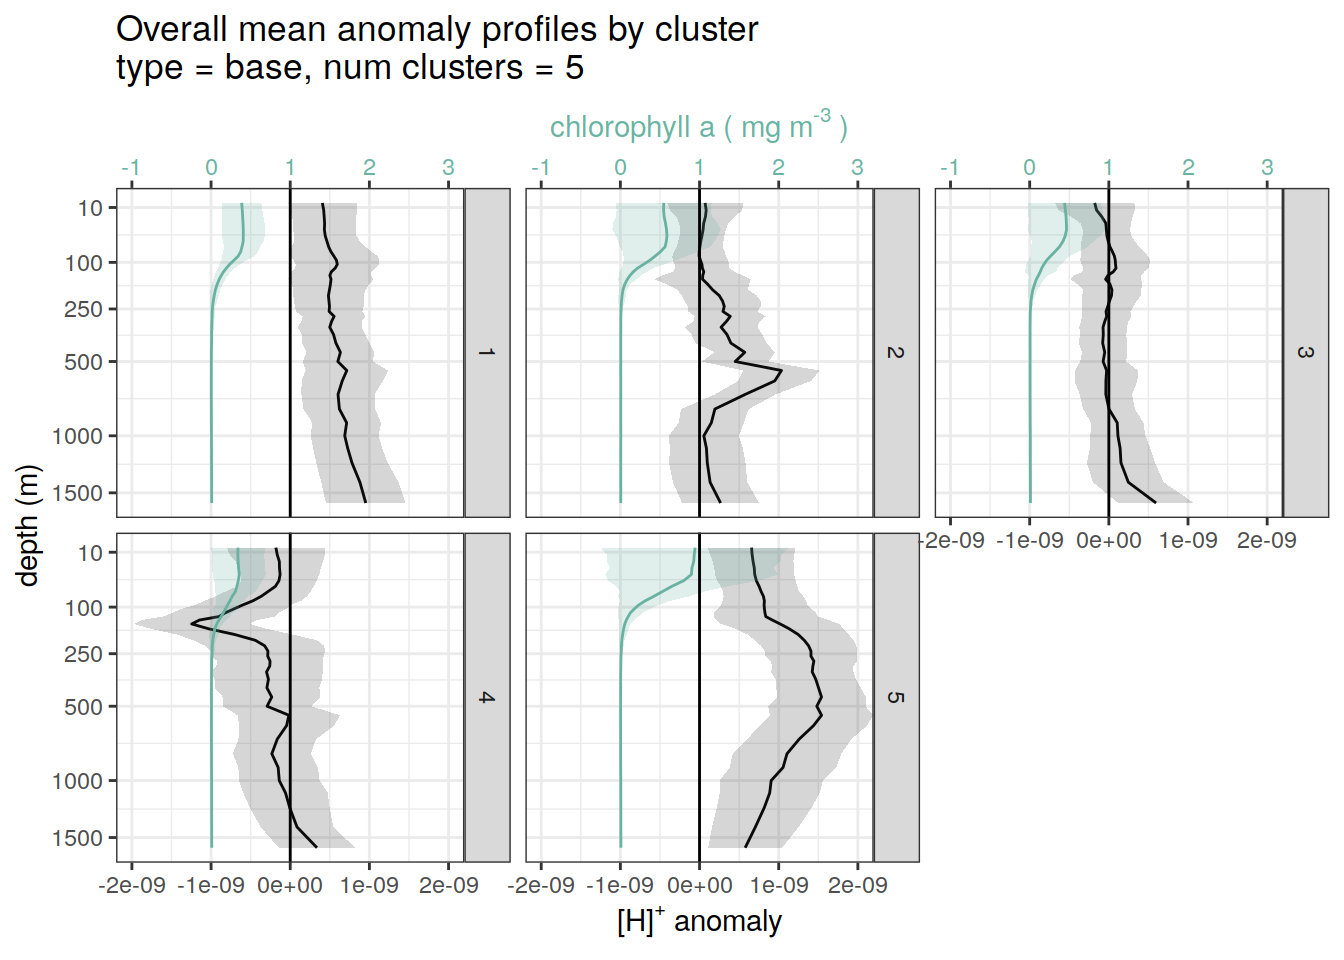 Overall mean anomaly profiles by cluster
type = base, num clusters = 5
chlorophyll a ( mg m⁻³ )
-1 0 1 2 3 -1 0 1 2 3 -1 0 1 2 3
depth (m)
10
100
250
500
1000
1500
1
2
3
-2e-09 -1e-09 0e+00 1e-09 2e-09
10
100
250
500
1000
1500
4
5
-2e-09 -1e-09 0e+00 1e-09 2e-09 -2e-09 -1e-09 0e+00 1e-09 2e-09
[H]⁺ anomaly